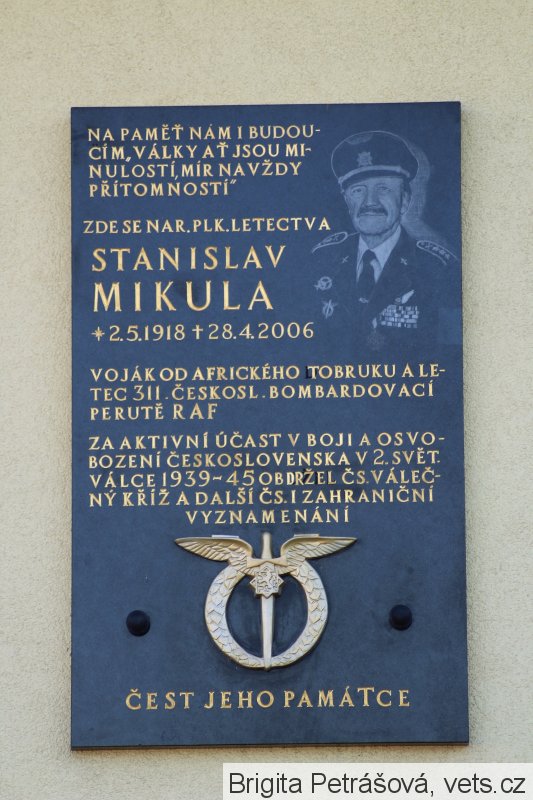 NA PAMĚŤ NÁM I BUDOU-
CÍM, „VÁLKY AŤ JSOU MI-
NULOSTÍ, MÍR NAVŽDY
PŘÍTOMNOSTÍ"
ZDE SE NAR. PLK. LETECTVA
STANISLAV
MIKULA
* 2.5.1918 † 28.4.2006
VOJÁK OD AFRICKÉHO TOBRUKU A LE-
TEC 311. ČESKOSL. BOMBARDOVACÍ
PERUTĚ RAF
ZA AKTIVNÍ ÚČAST V BOJI A OSVO-
BOZENÍ ČESKOSLOVENSKA V 2. SVĚT.
VÁLCE 1939-45 OBDRŽEL ČS. VÁLEČ-
NÝ KŘÍŽ A DALŠÍ ČS. I ZAHRANIČNÍ
VYZNAMENÁNÍ
ČEST JEHO PAMÁTCE
Brigita Petrášová, vets.cz